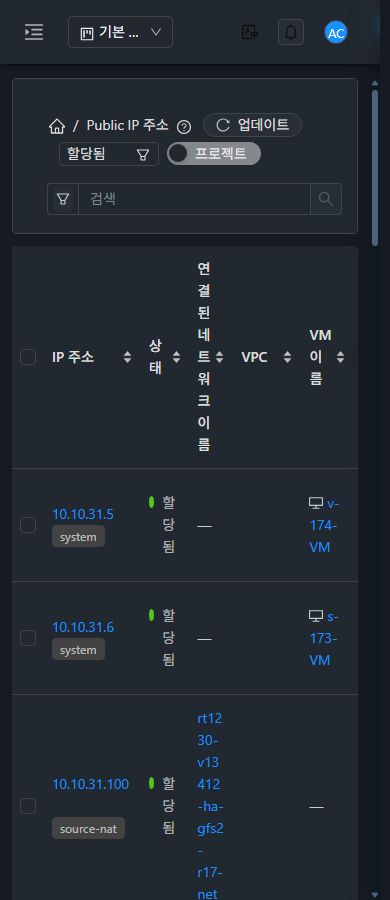 기본 ...
AC
/ Public IP 주소
업데이트
할당됨
프로젝트
검색
IP 주소
상
태
연
결
된
네
트
워
크
이
름
VPC
VM
이
름
10.10.31.5
system
할
당
됨
—
v-
174-
VM
10.10.31.6
system
할
당
됨
—
s-
173-
VM
10.10.31.100
source-nat
할
당
됨
rt12
30-
v13
412
-ha-
gfs2
-
r17-
net
—